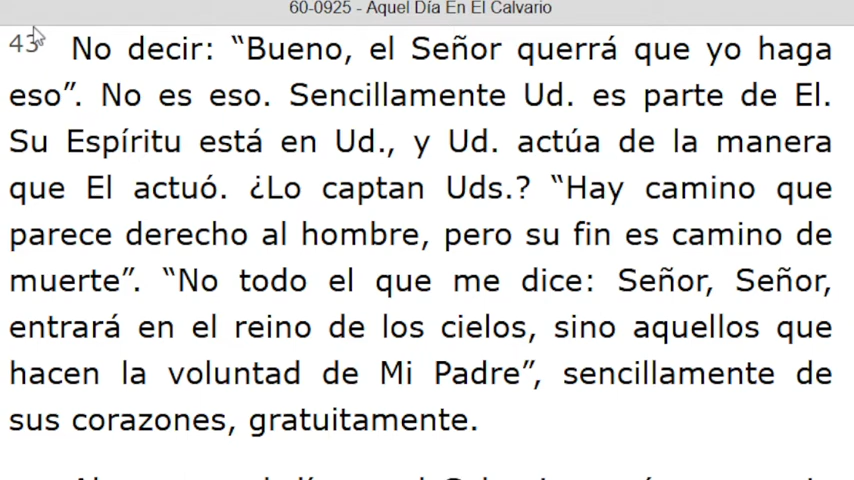 60-0925 - Aquel Día En El Calvario
43 No decir: “Bueno, el Señor querrá que yo haga
eso”. No es eso. Sencillamente Ud. es parte de El.
Su Espíritu está en Ud., y Ud. actúa de la manera
que El actuó. ¿Lo captan Uds.? “Hay camino que
parece derecho al hombre, pero su fin es camino de
muerte”. “No todo el que me dice: Señor, Señor,
entrará en el reino de los cielos, sino aquellos que
hacen la voluntad de Mi Padre”, sencillamente de
sus corazones, gratuitamente.